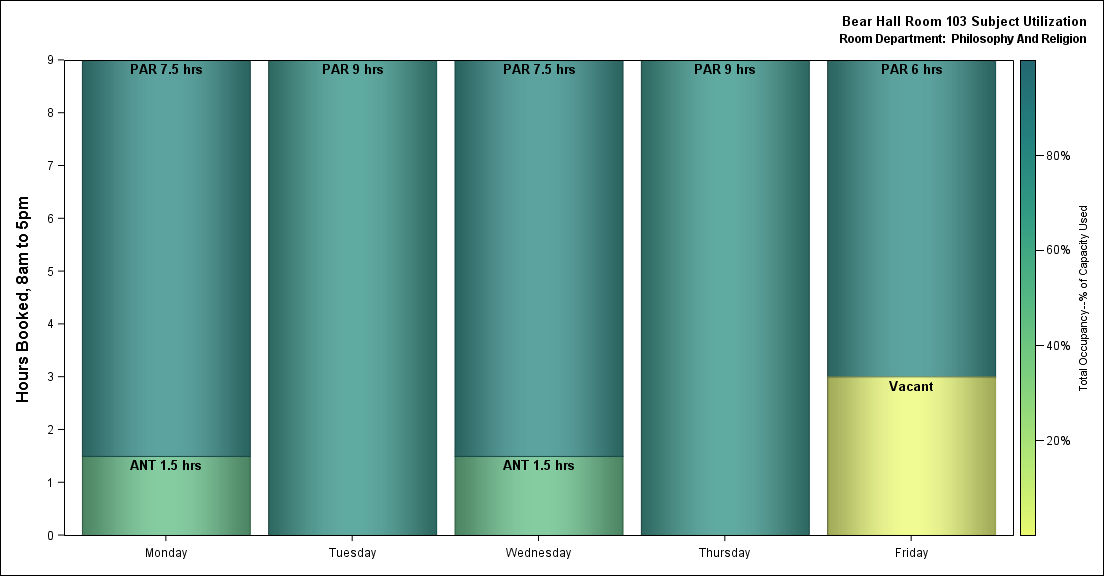 Bear Hall Room 103 Subject Utilization
Room Department: Philosophy And Religion
Hours Booked, 8am to 5pm
9
8
7
6
5
4
3
2
1
0
PAR 7.5 hrs
ANT 1.5 hrs
PAR 9 hrs
PAR 7.5 hrs
ANT 1.5 hrs
PAR 9 hrs
PAR 6 hrs
Vacant
Monday
Tuesday
Wednesday
Thursday
Friday
80%
60%
40%
20%
Total Occupancy--% of Capacity Used